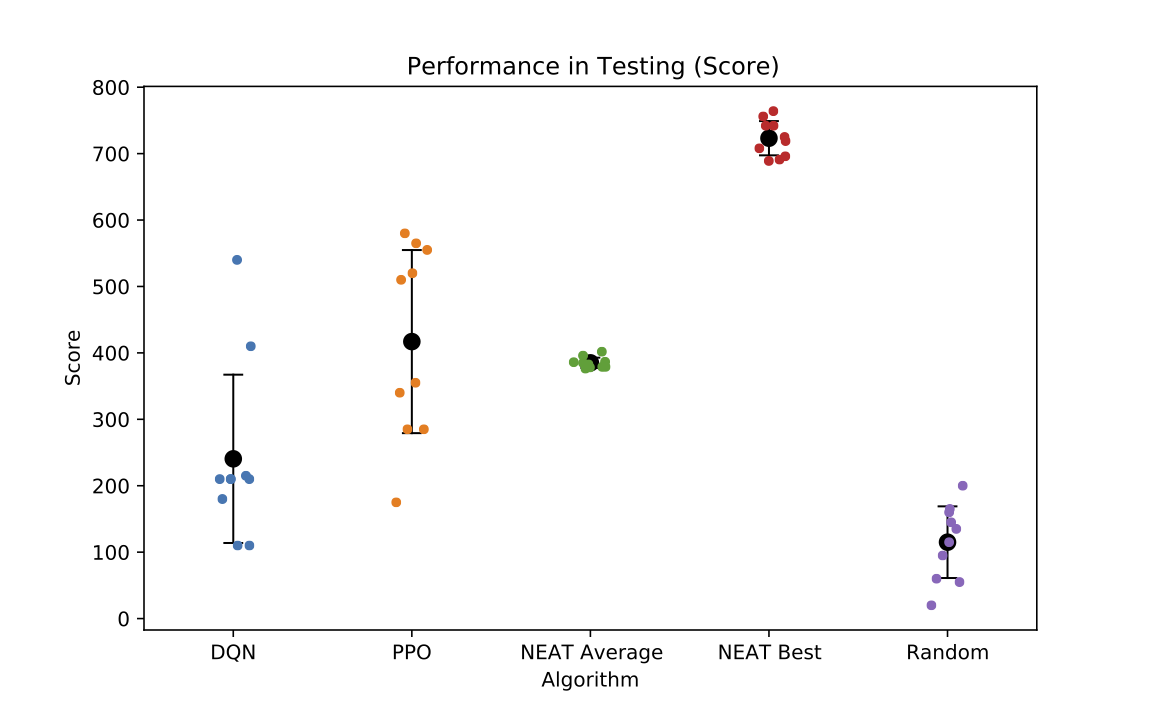 Performance in Testing (Score)
800
700
600
500
400
300
200
100
0
Score
DQN PPO NEAT Average NEAT Best Random
Algorithm